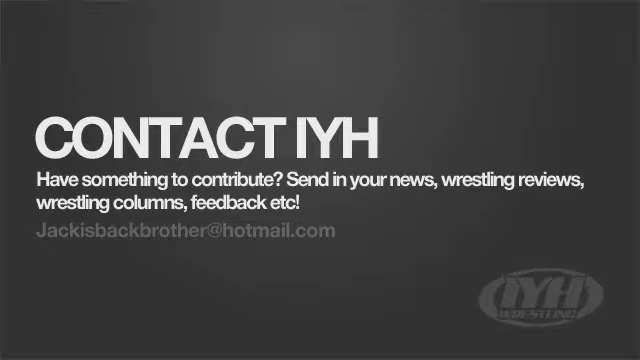 CONTACT IYH
Have something to contribute? Send in your news, wrestling reviews,
wrestling columns, feedback etc!
Jackisbackbrother@hotmail.com
IYH
WRESTLING